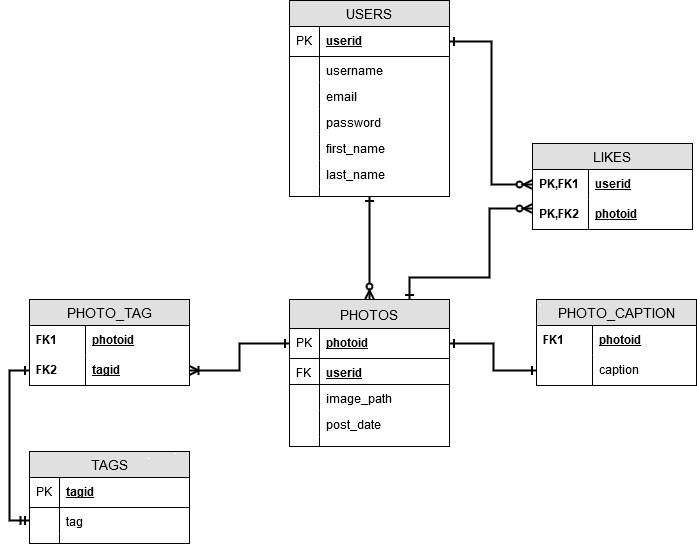 USERS
PK userid
username
email
password
first_name
last_name
LIKES
PK,FK1 userid
PK,FK2 photoid
PHOTO_TAG
FK1 photoid
FK2 tagid
PHOTOS
PK photoid
FK userid
image_path
post_date
PHOTO_CAPTION
FK1 photoid
caption
TAGS
PK tagid
tag